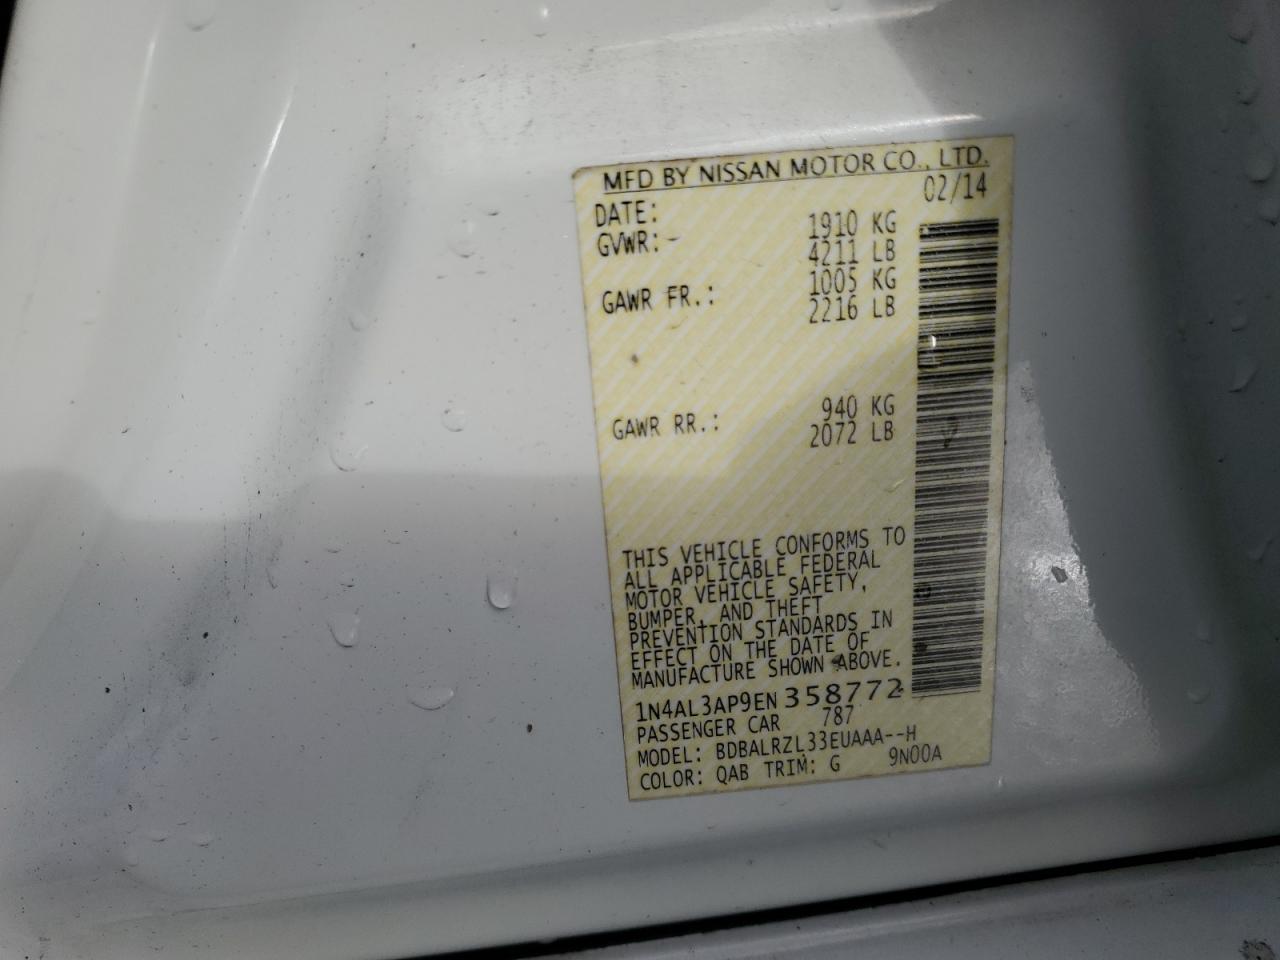 MFD BY NISSAN MOTOR CO., LTD.
DATE: 02/14
GVWR: 1910 KG
4211 LB
GAWR FR.: 1005 KG
2216 LB
GAWR RR.: 940 KG
2072 LB
THIS VEHICLE CONFORMS TO
ALL APPLICABLE FEDERAL
MOTOR VEHICLE SAFETY,
BUMPER, AND THEFT
PREVENTION STANDARDS IN
EFFECT ON THE DATE OF
MANUFACTURE SHOWN ABOVE.
1N4AL3AP9EN358772
PASSENGER CAR 787
MODEL: BDBALRZL33EUAAA--H
COLOR: QAB TRIM: G 9N00A